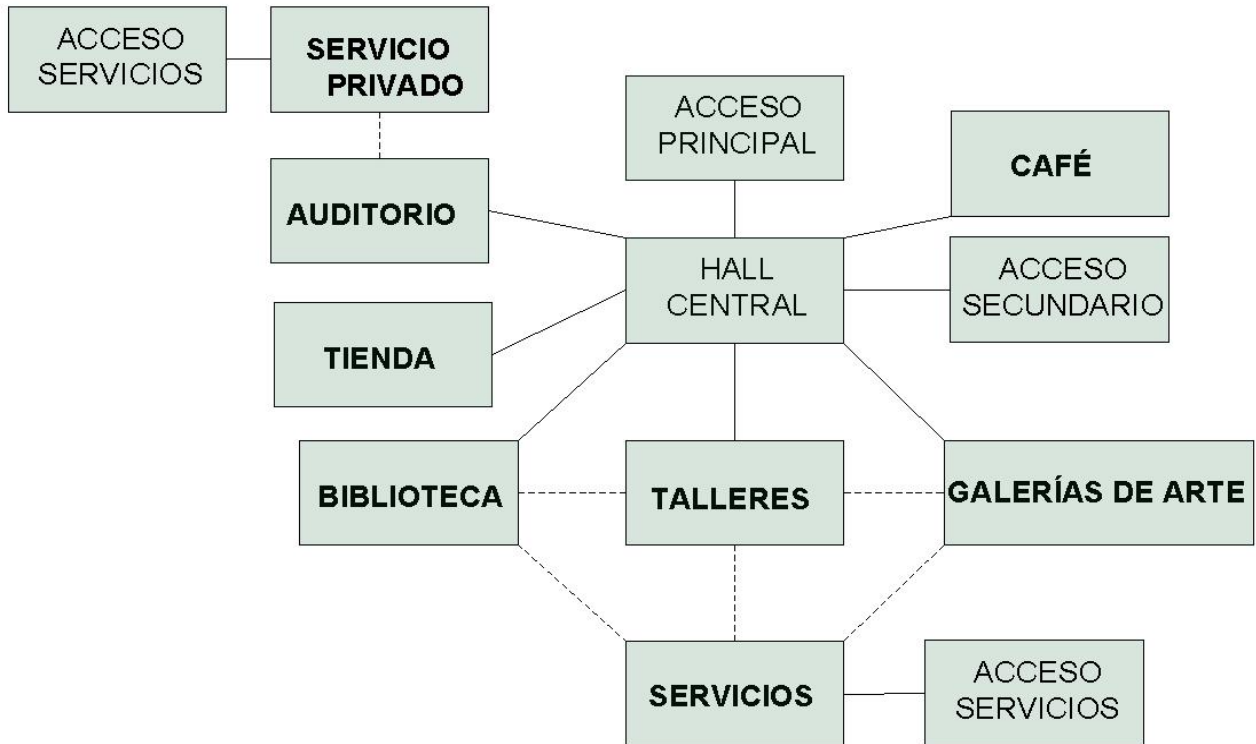 ACCESO
SERVICIOS
SERVICIO
PRIVADO
ACCESO
PRINCIPAL
CAFÉ
AUDITORIO
HALL
CENTRAL
ACCESO
SECUNDARIO
TIENDA
BIBLIOTECA
TALLERES
GALERÍAS DE ARTE
SERVICIOS
ACCESO
SERVICIOS